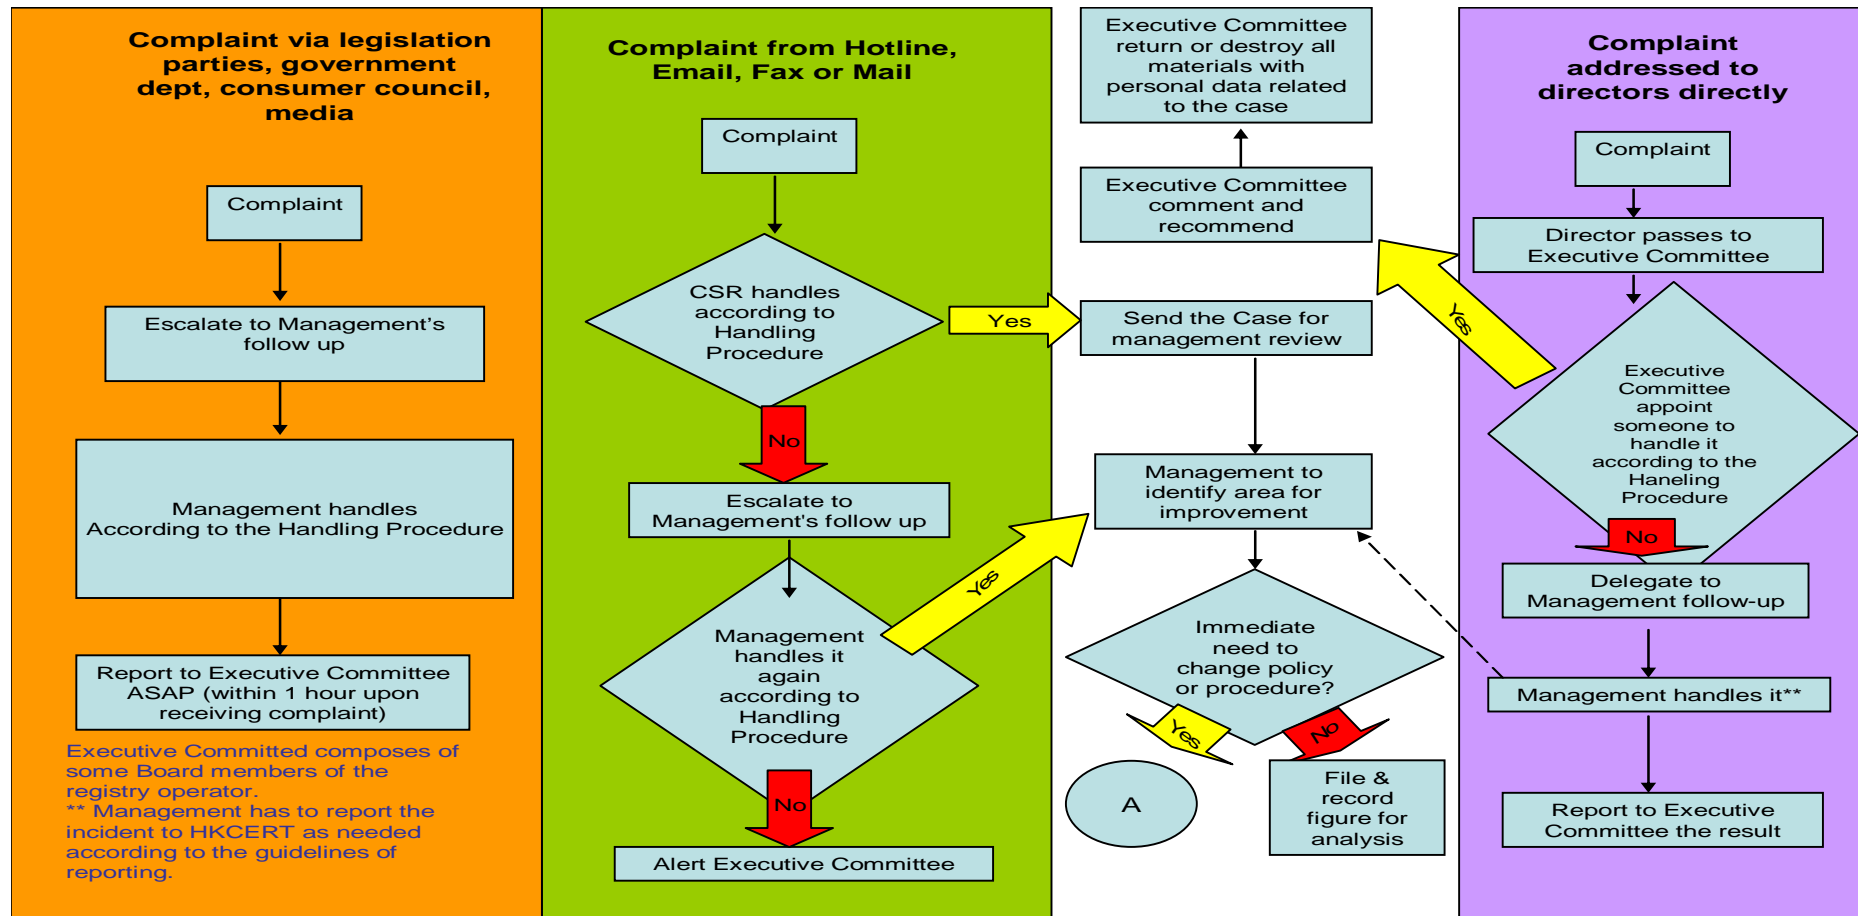 Complaint via legislation
parties, government
dept, consumer council,
media
Complaint
Escalate to Management's
follow up
Management handles
According to the Handling Procedure
Report to Executive Committee
ASAP (within 1 hour upon
receiving complaint)
Executive Committed composes of
some Board members of the
registry operator.
** Management has to report the
incident to HKCERT as needed
according to the guidelines of
reporting.
Complaint from Hotline,
Email, Fax or Mail
Complaint
CSR handles
according to
Handling
Procedure
Yes
No
Escalate to
Management's follow up
Yes
Management
handles it
again
according to
Handling
Procedure
No
Alert Executive Committee
Executive Committee
return or destroy all
materials with
personal data related
to the case
Executive Committee
comment and
recommend
Send the Case for
management review
Management to
identify area for
improvement
Immediate
need to
change policy
or procedure?
Yes
No
A
File &
record
figure for
analysis
Complaint
addressed to
directors directly
Complaint
Director passes to
Executive Committee
Yes
Executive
Committee
appoint
someone to
handle it
according to the
Haneling
Procedure
No
Delegate to
Management follow-up
Management handles it**
Report to Executive
Committee the result